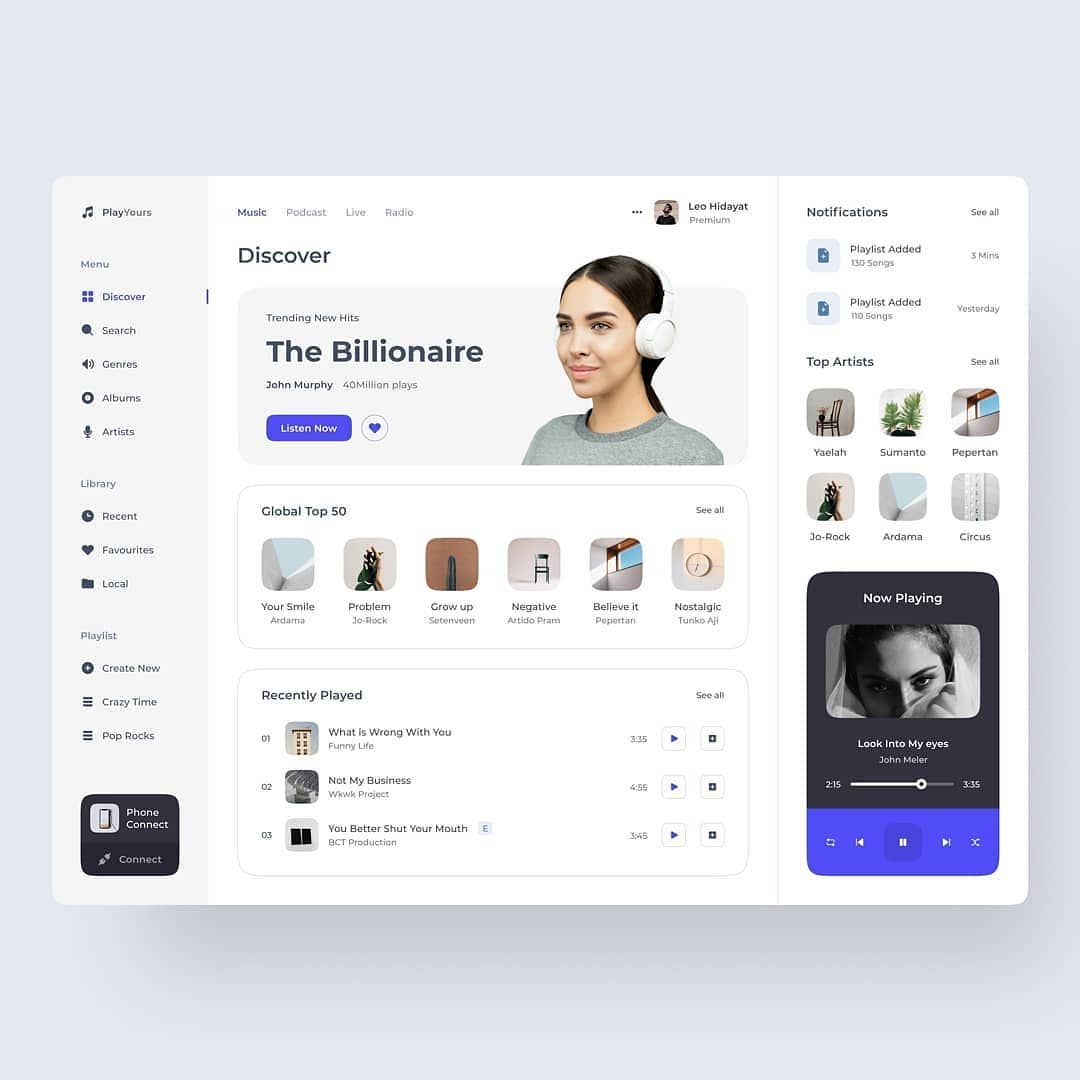 PlayYours
Menu
Discover
Search
Genres
Albums
Artists
Library
Recent
Favourites
Local
Playlist
Create New
Crazy Time
Pop Rocks
Phone
Connect
Connect
Music Podcast Live Radio
Leo Hidayat
Premium
Discover
Trending New Hits
The Billionaire
John Murphy 40Million plays
Listen Now
Global Top 50 See all
Your Smile Problem Grow up Negative Believe it Nostalgic
Ardama Jo-Rock Setenveen Artido Pram Pepertan Tunko Aji
Recently Played See all
01 What is Wrong With You 3:35
Funny Life
02 Not My Business 4:55
Wkwk Project
03 You Better Shut Your Mouth E 3:45
BCT Production
Notifications See all
Playlist Added 3 Mins
130 Songs
Playlist Added Yesterday
110 Songs
Top Artists See all
Yaelah Sumanto Pepertan
Jo-Rock Ardama Circus
Now Playing
Look Into My eyes
John Meler
2:15 3:35